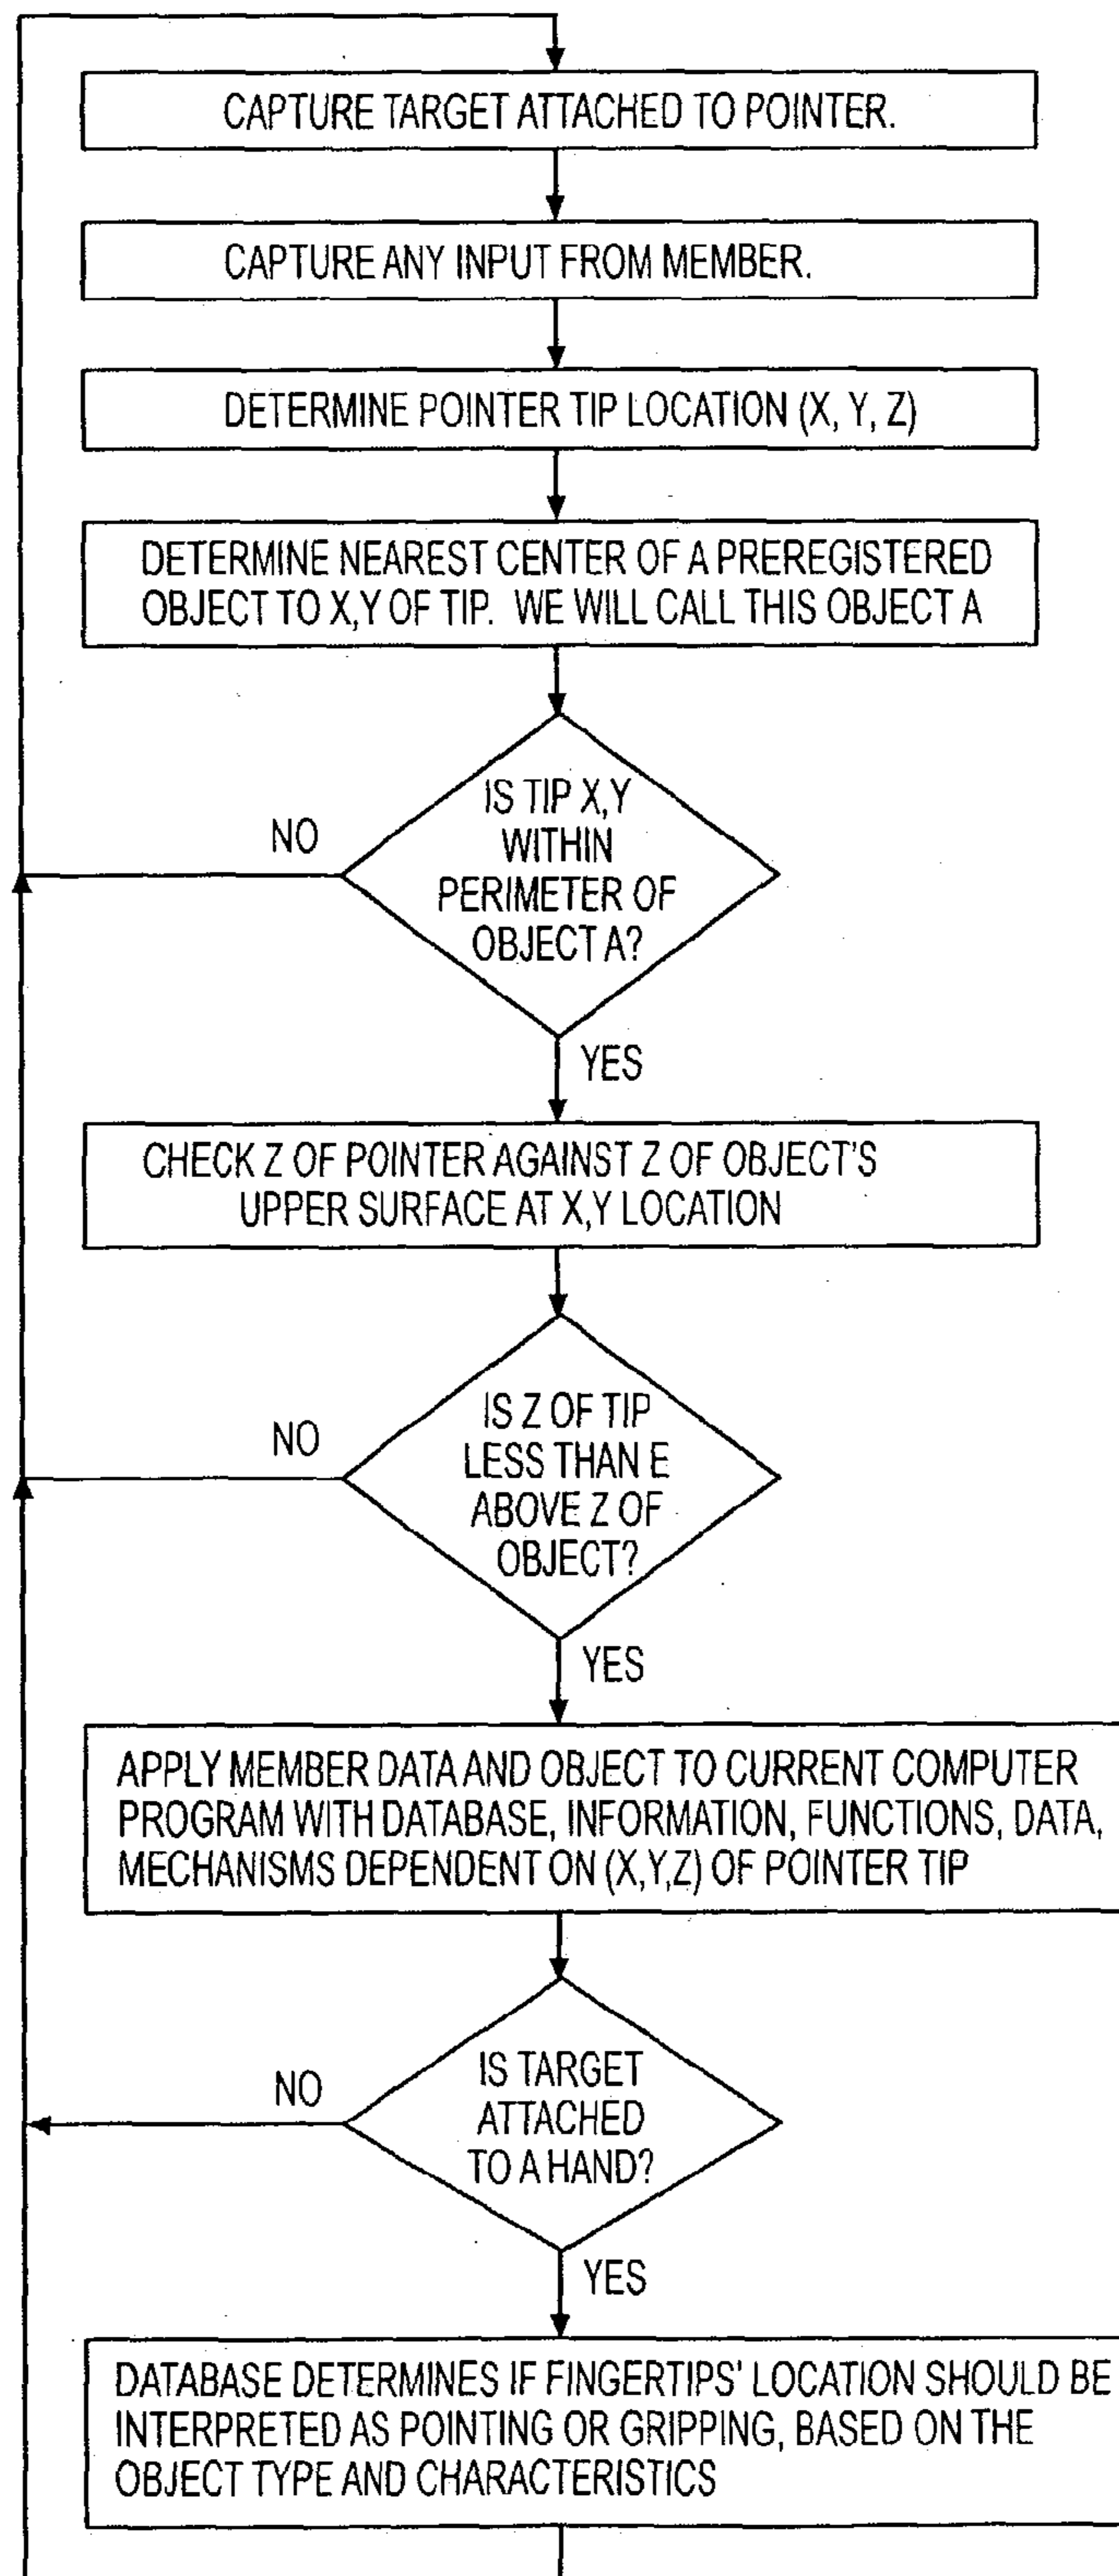 CAPTURE TARGET ATTACHED TO POINTER.
CAPTURE ANY INPUT FROM MEMBER.
DETERMINE POINTER TIP LOCATION (X, Y, Z)
DETERMINE NEAREST CENTER OF A PREREGISTERED
OBJECT TO X,Y OF TIP. WE WILL CALL THIS OBJECT A
IS TIP X,Y
WITHIN
PERIMETER OF
OBJECT A?
NO
YES
CHECK Z OF POINTER AGAINST Z OF OBJECT'S
UPPER SURFACE AT X,Y LOCATION
IS Z OF TIP
LESS THAN E
ABOVE Z OF
OBJECT?
NO
YES
APPLY MEMBER DATA AND OBJECT TO CURRENT COMPUTER
PROGRAM WITH DATABASE, INFORMATION, FUNCTIONS, DATA,
MECHANISMS DEPENDENT ON (X,Y,Z) OF POINTER TIP
IS TARGET
ATTACHED
TO A HAND?
NO
YES
DATABASE DETERMINES IF FINGERTIPS' LOCATION SHOULD BE
INTERPRETED AS POINTING OR GRIPPING, BASED ON THE
OBJECT TYPE AND CHARACTERISTICS